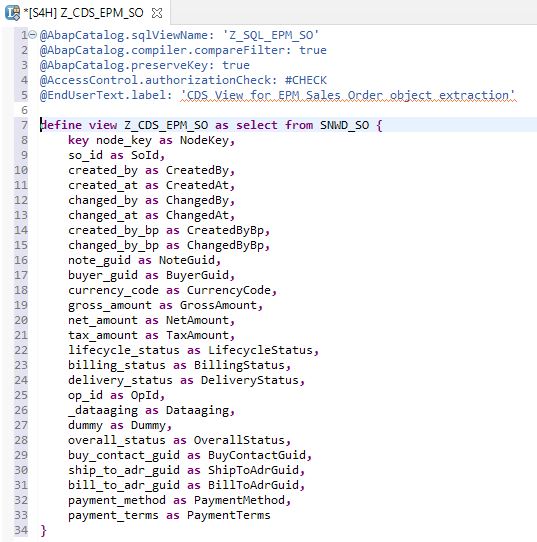 *[S4H] Z_CDS_EPM_SO
1 @AbapCatalog.sqlViewName: 'Z_SQL_EPM_SO'
2 @AbapCatalog.compiler.compareFilter: true
3 @AbapCatalog.preserveKey: true
4 @AccessControl.authorizationCheck: #CHECK
5 @EndUserText.label: 'CDS View for EPM Sales Order object extraction'
6
7 define view Z_CDS_EPM_SO as select from SNWD_SO {
8 key node_key as NodeKey,
9 so_id as SoId,
10 created_by as CreatedBy,
11 created_at as CreatedAt,
12 changed_by as ChangedBy,
13 changed_at as ChangedAt,
14 created_by_bp as CreatedByBp,
15 changed_by_bp as ChangedByBp,
16 note_guid as NoteGuid,
17 buyer_guid as BuyerGuid,
18 currency_code as CurrencyCode,
19 gross_amount as GrossAmount,
20 net_amount as NetAmount,
21 tax_amount as TaxAmount,
22 lifecycle_status as LifecycleStatus,
23 billing_status as BillingStatus,
24 delivery_status as DeliveryStatus,
25 op_id as OpId,
26 _dataaging as Dataaging,
27 dummy as Dummy,
28 overall_status as OverallStatus,
29 buy_contact_guid as BuyContactGuid,
30 ship_to_adr_guid as ShipToAdrGuid,
31 bill_to_adr_guid as BillToAdrGuid,
32 payment_method as PaymentMethod,
33 payment_terms as PaymentTerms
34 }